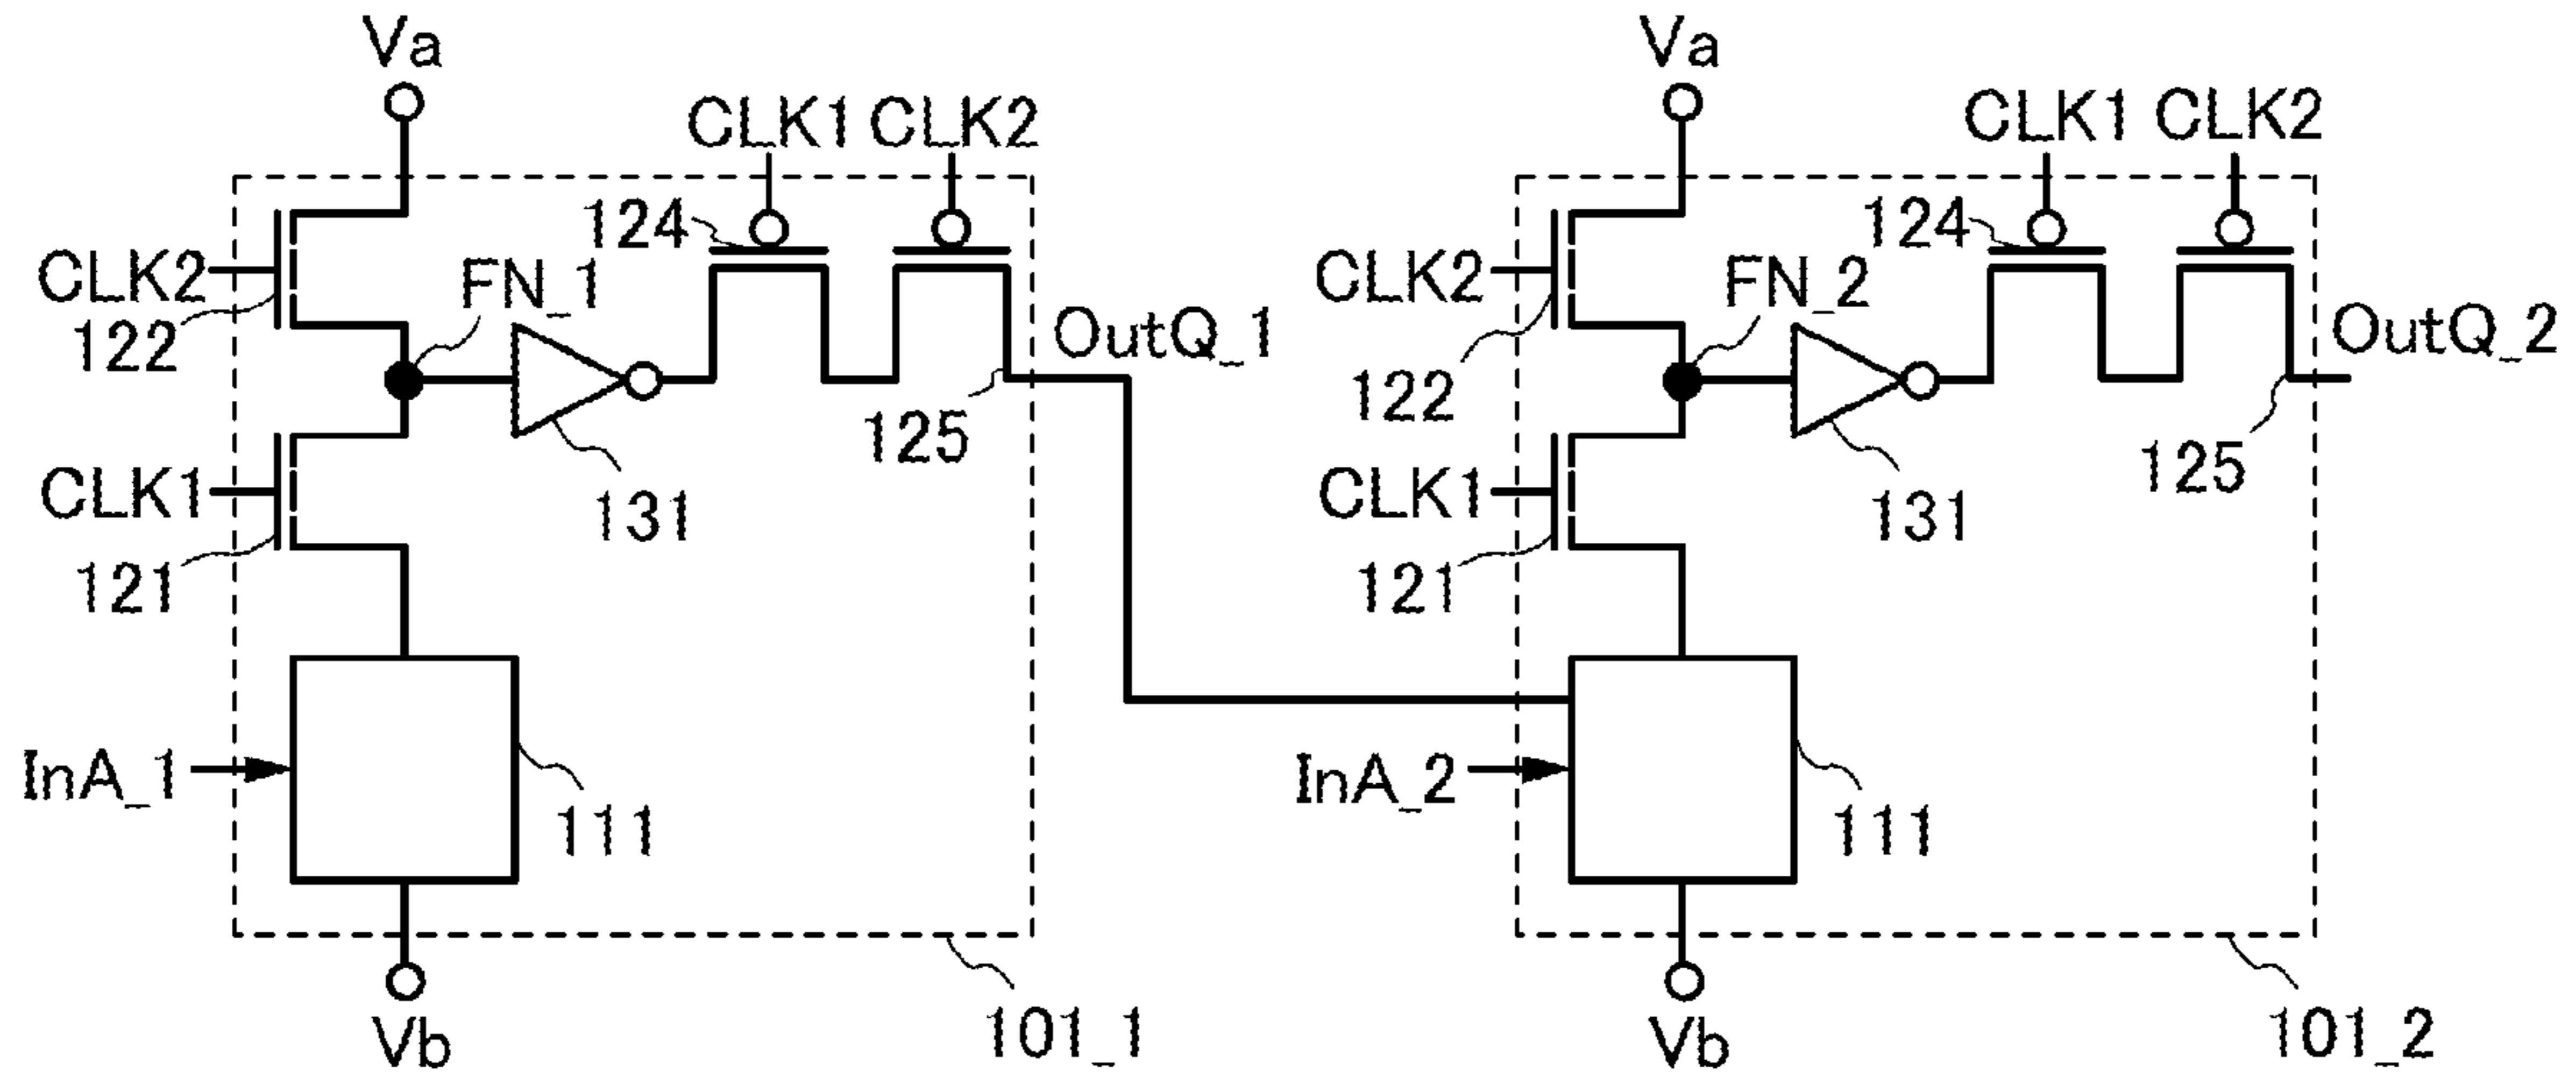 Va
Va
CLK1 CLK2
CLK1 CLK2
124
124
CLK2
FN_1
CLK2
FN_2
122
OutQ_1
122
OutQ_2
125
125
CLK1
131
CLK1
131
121
121
InA_1
111
InA_2
111
Vb
101_1
Vb
101_2